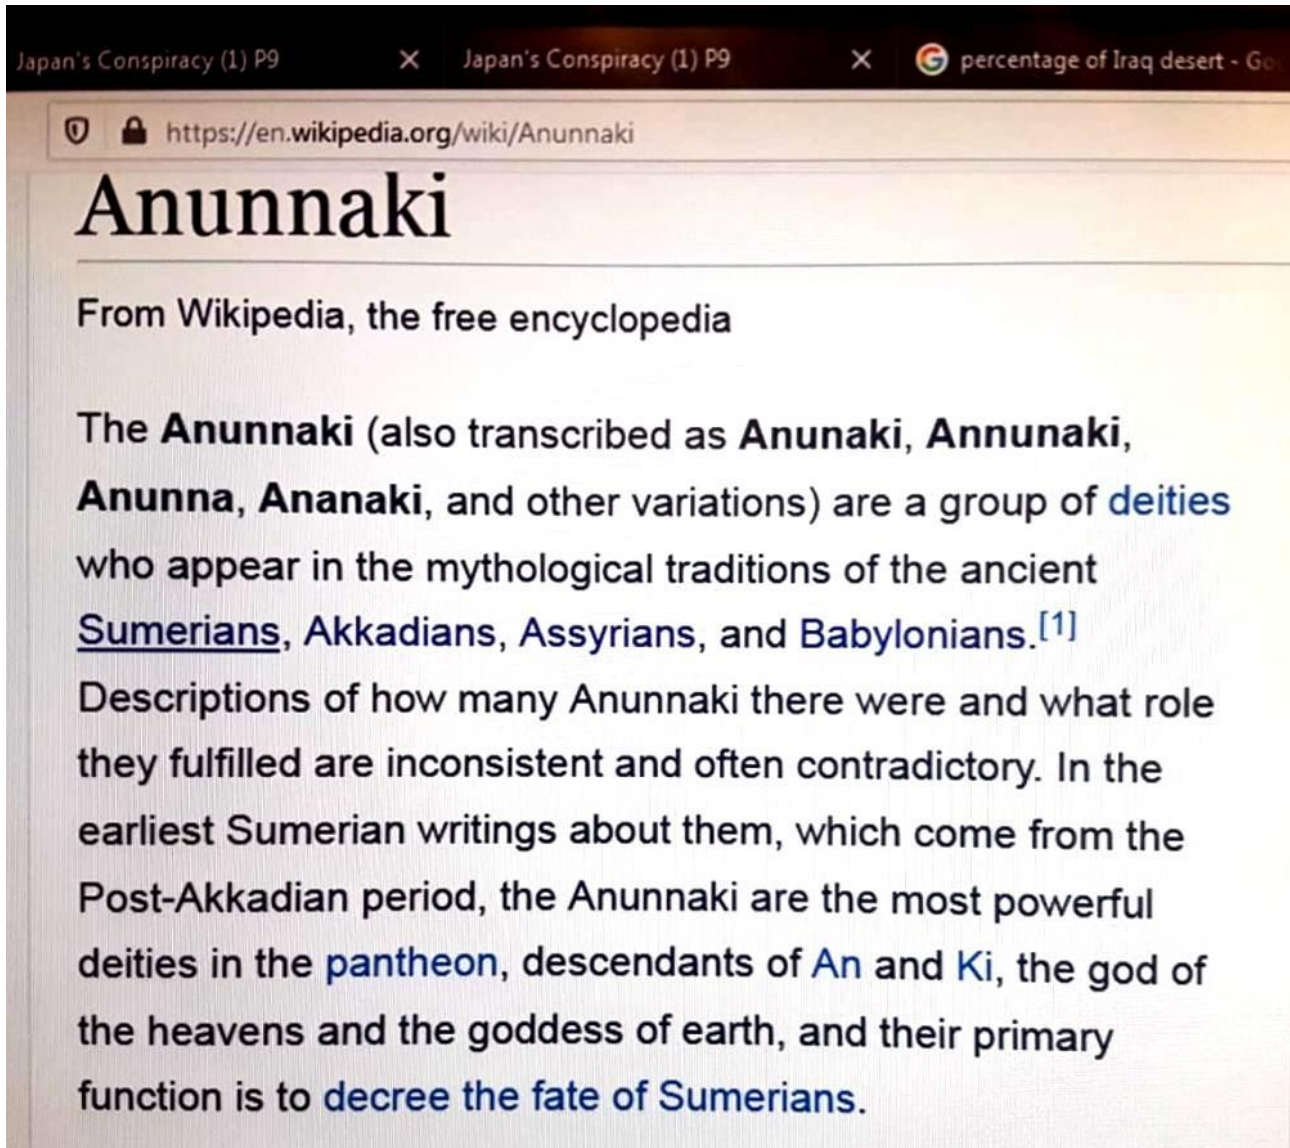 Japan's Conspiracy (1) P9 × Japan's Conspiracy (1) P9 × percentage of Iraq desert - Go
https://en.wikipedia.org/wiki/Anunnaki
Anunnaki
From Wikipedia, the free encyclopedia
The Anunnaki (also transcribed as Anunaki, Annunaki,
Anunna, Ananaki, and other variations) are a group of deities
who appear in the mythological traditions of the ancient
Sumerians, Akkadians, Assyrians, and Babylonians.[1]
Descriptions of how many Anunnaki there were and what role
they fulfilled are inconsistent and often contradictory. In the
earliest Sumerian writings about them, which come from the
Post-Akkadian period, the Anunnaki are the most powerful
deities in the pantheon, descendants of An and Ki, the god of
the heavens and the goddess of earth, and their primary
function is to decree the fate of Sumerians.